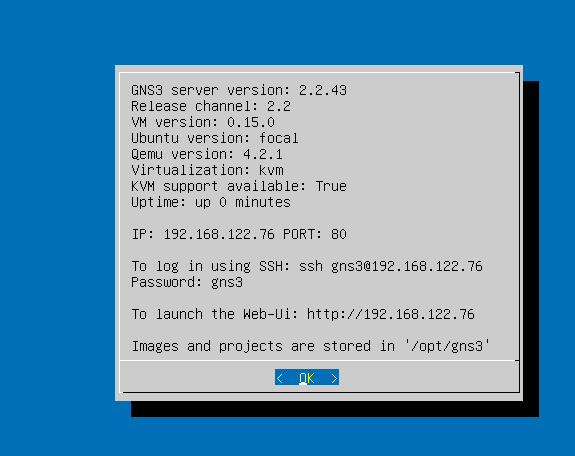 GNS3 server version: 2.2.43
Release channel: 2.2
VM version: 0.15.0
Ubuntu version: focal
Qemu version: 4.2.1
Virtualization: kvm
KVM support available: True
Uptime: up 0 minutes
IP: 192.168.122.76 PORT: 80
To log in using SSH: ssh gns3@192.168.122.76
Password: gns3
To launch the Web-Ui: http://192.168.122.76
Images and projects are stored in '/opt/gns3'
< OK >